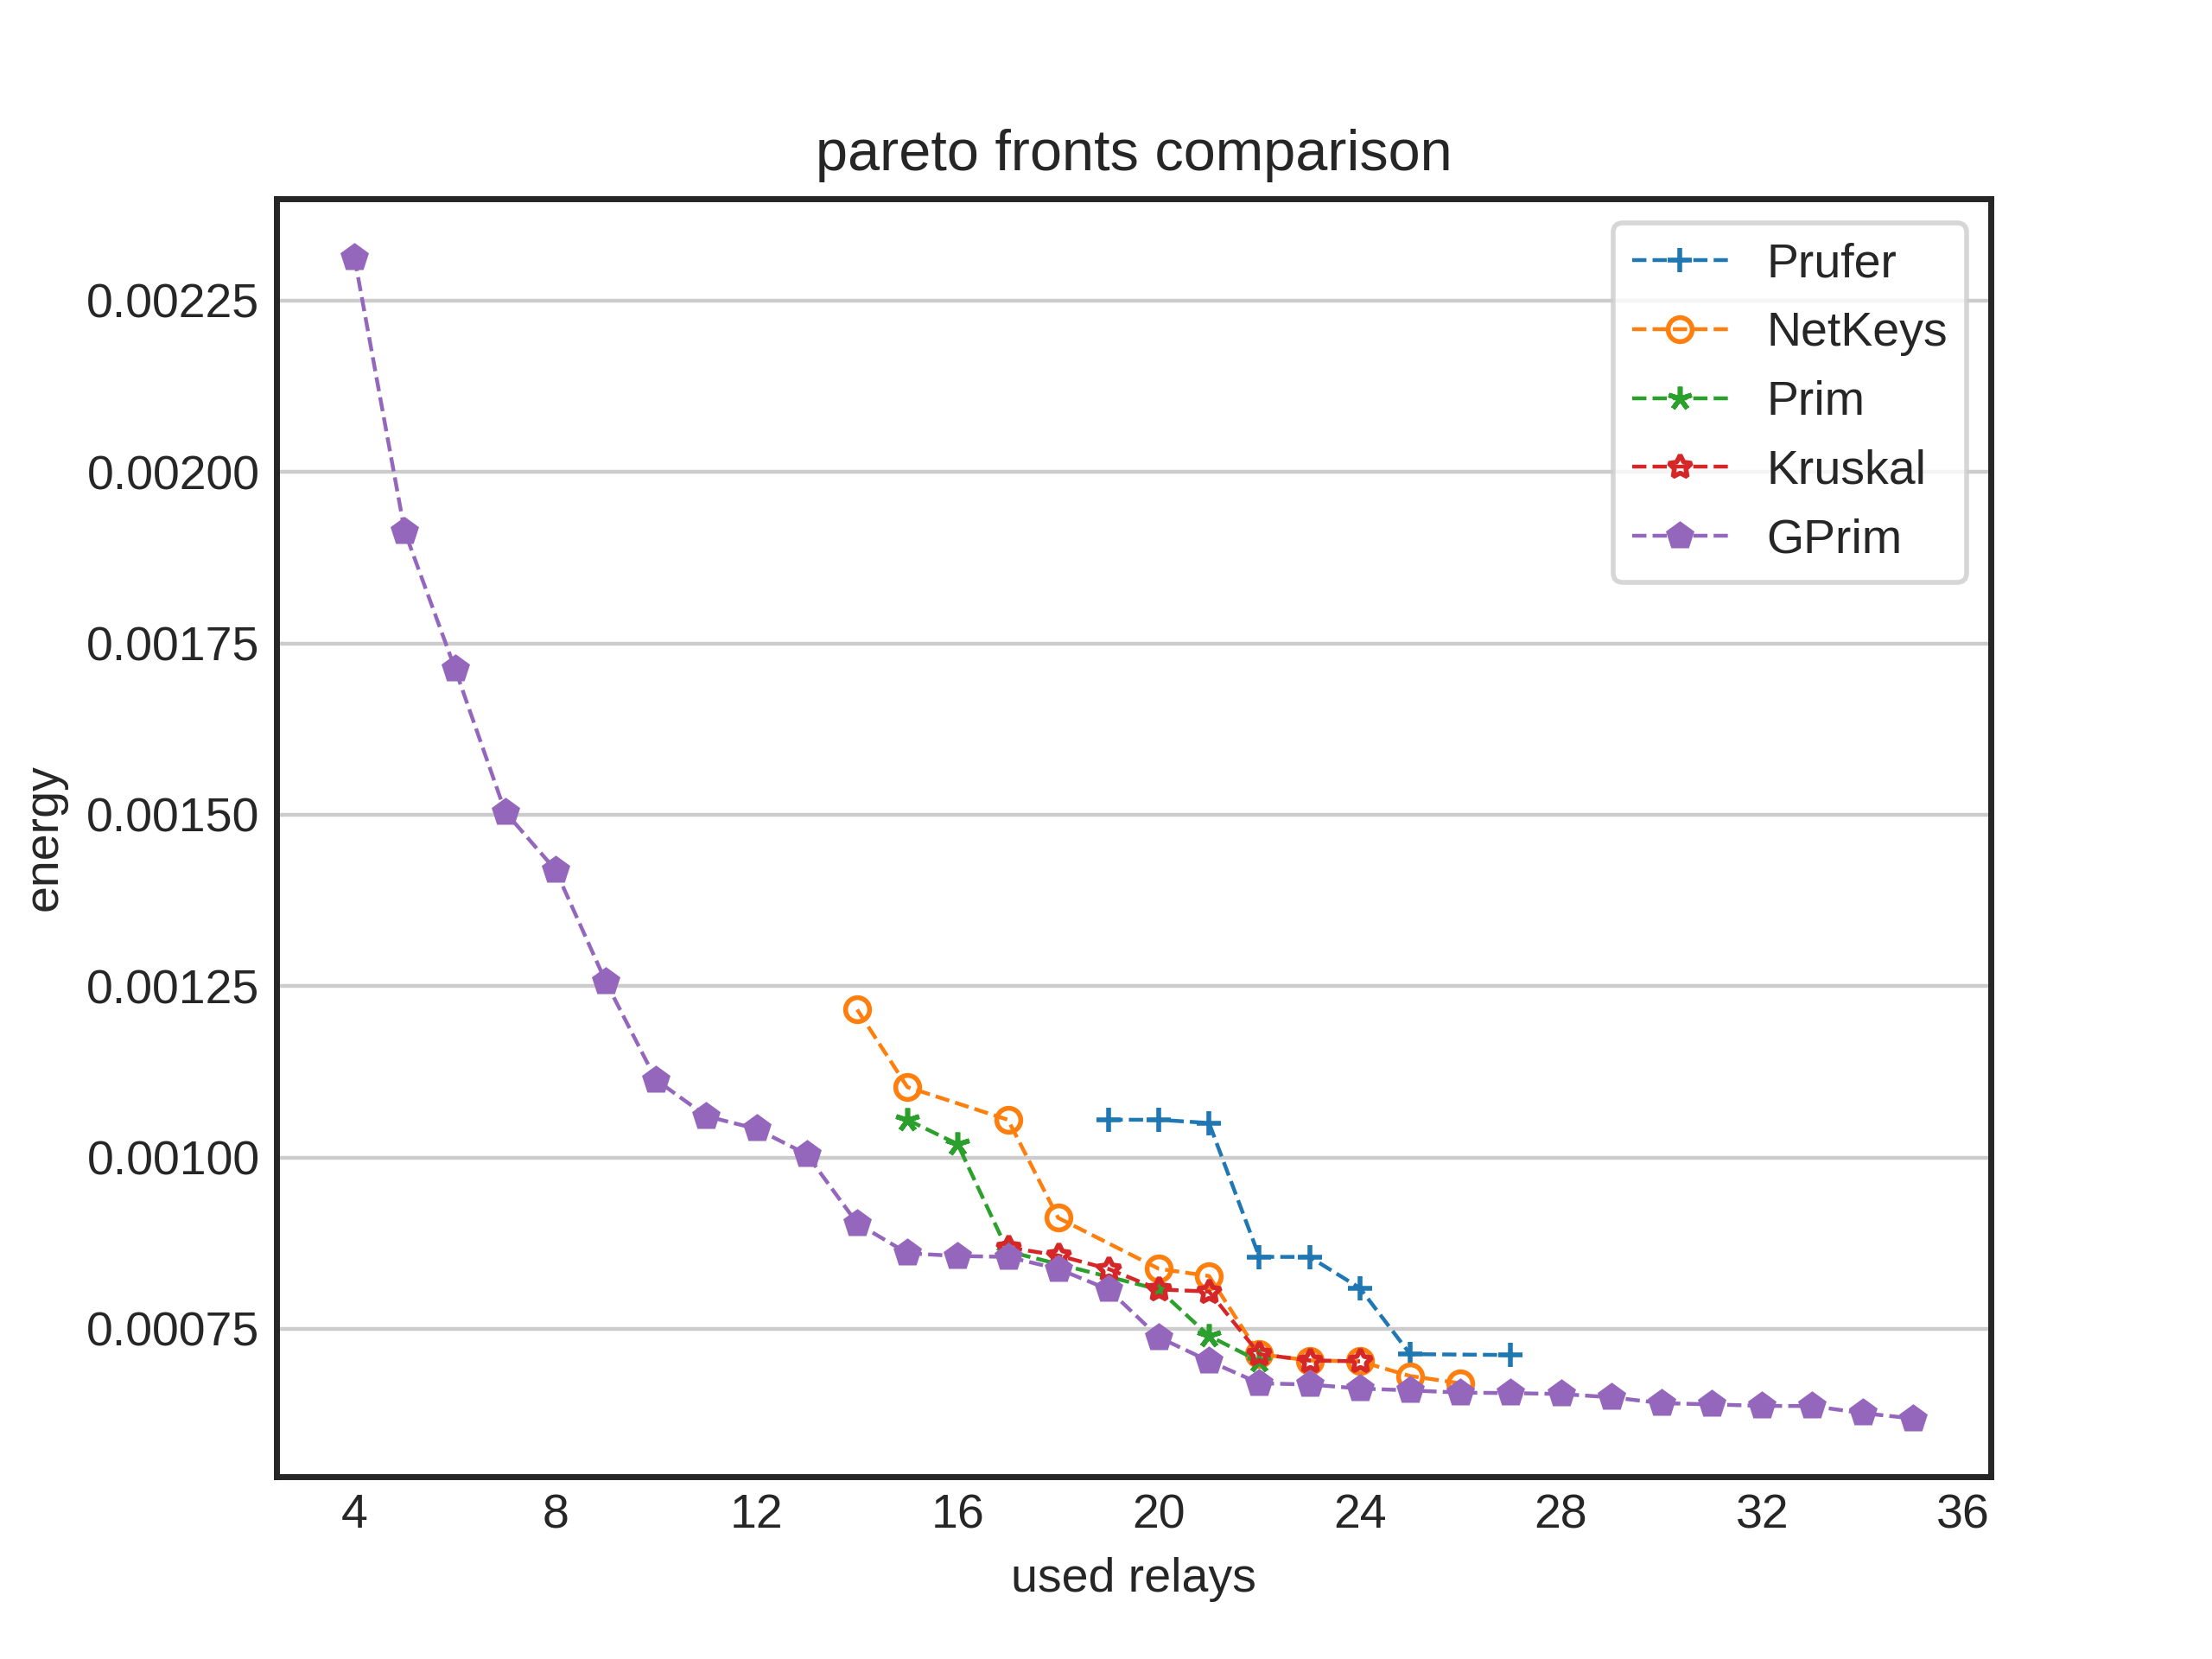 pareto fronts comparison
Prufer
NetKeys
Prim
Kruskal
GPrim
energy
0.00225
0.00200
0.00175
0.00150
0.00125
0.00100
0.00075
4 8 12 16 20 24 28 32 36
used relays